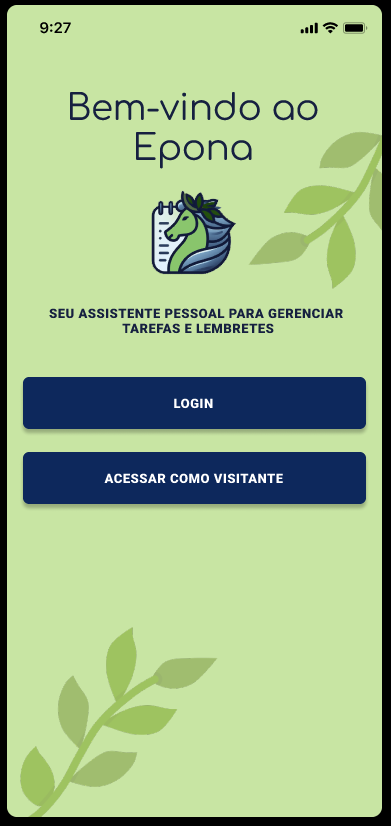 9:27
Bem-vindo ao
Epona
SEU ASSISTENTE PESSOAL PARA GERENCIAR
TAREFAS E LEMBRETES
LOGIN
ACESSAR COMO VISITANTE